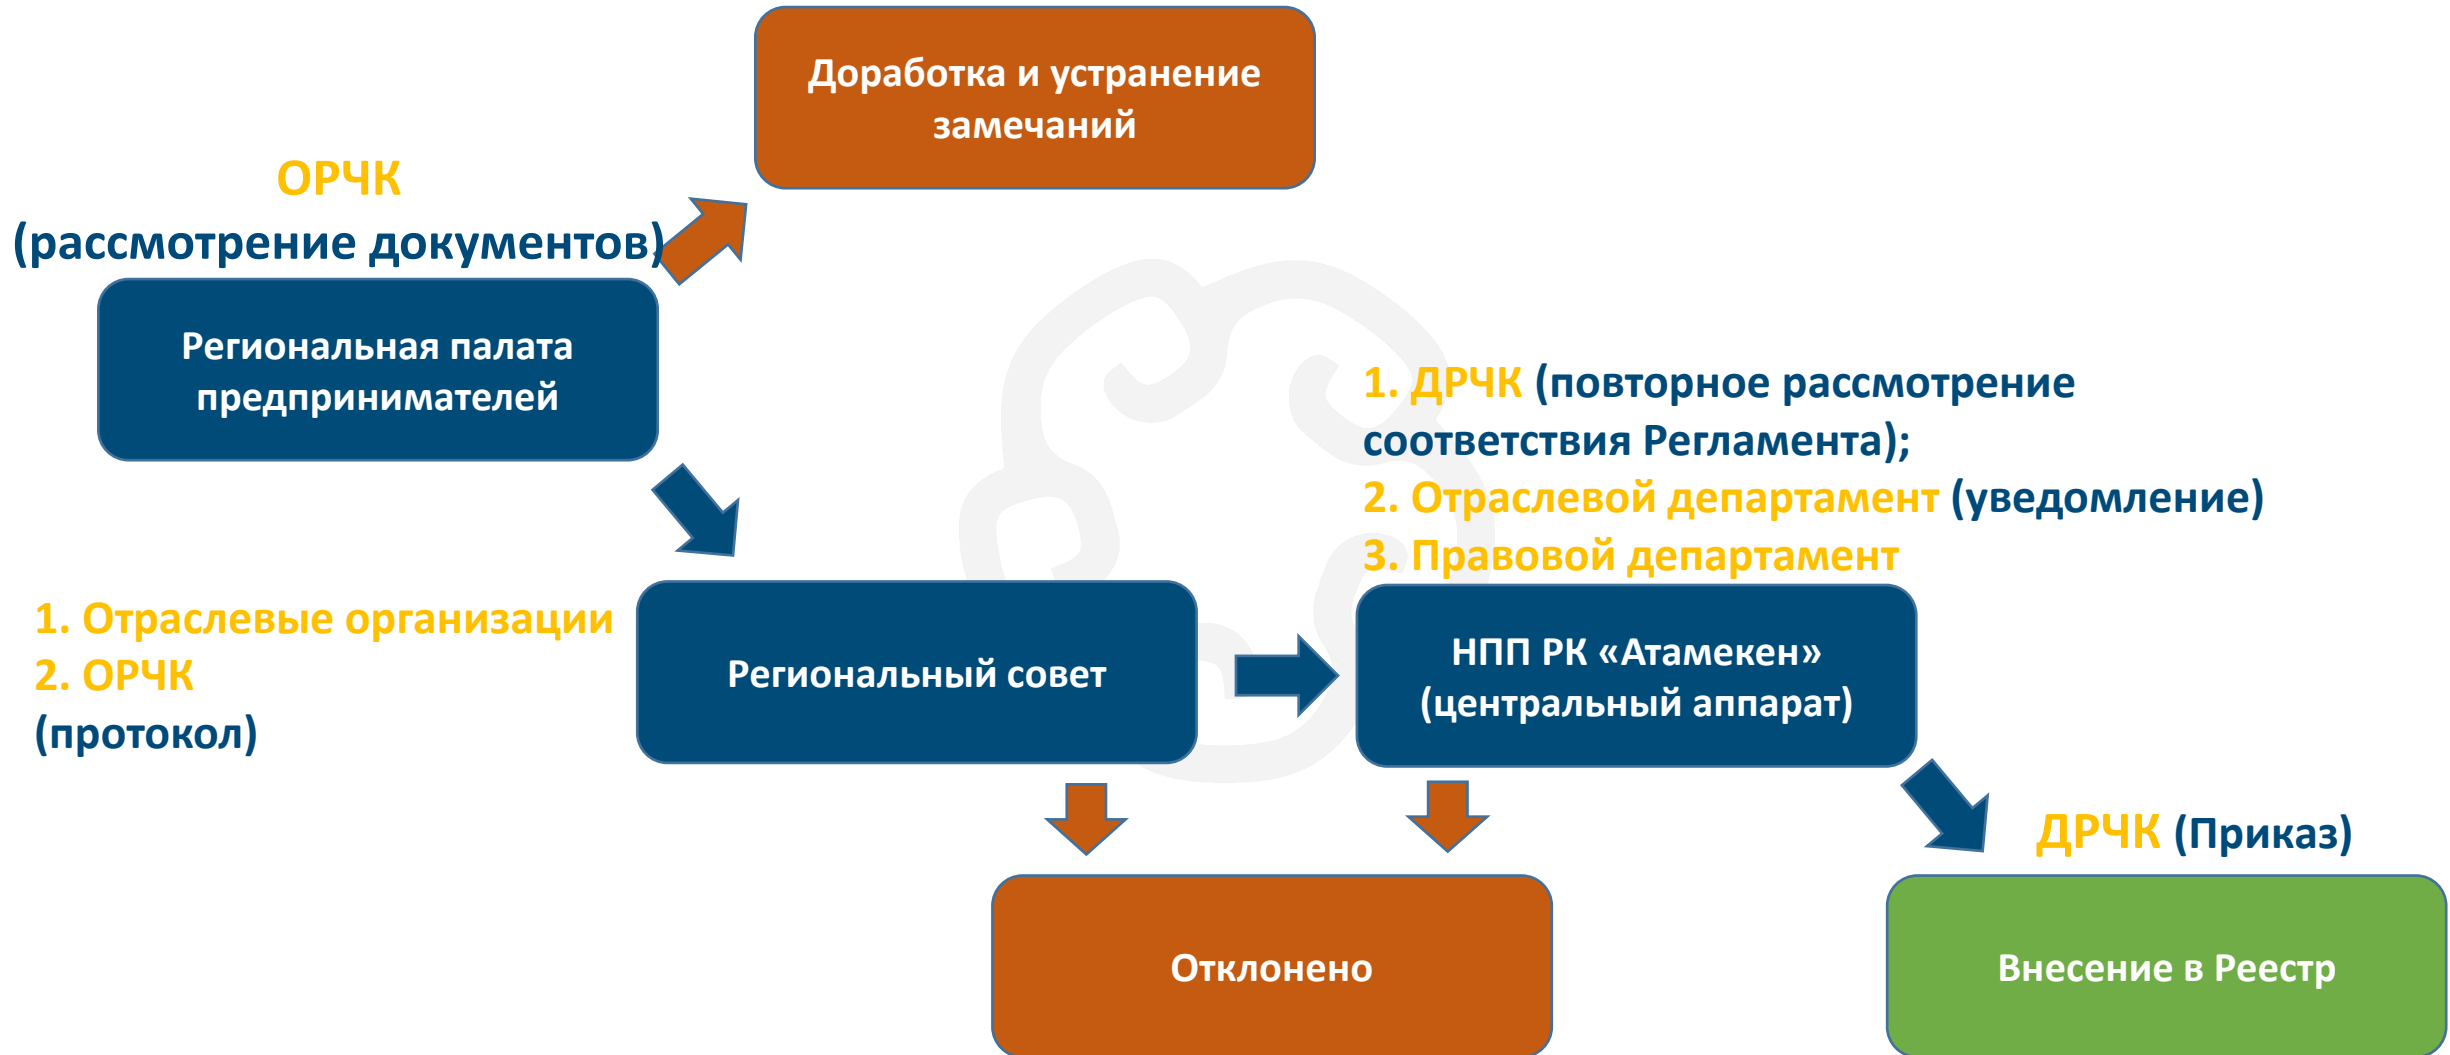 Доработка и устранение
замечаний
ОРЧК
(рассмотрение документов)
Региональная палата
предпринимателей
1. ДРЧК (повторное рассмотрение
соответствия Регламента);
2. Отраслевой департамент (уведомление)
3. Правовой департамент
1. Отраслевые организации
2. ОРЧК
(протокол)
Региональный совет
НПП РК «Атамекен»
(центральный аппарат)
ДРЧК (Приказ)
Отклонено
Внесение в Реестр